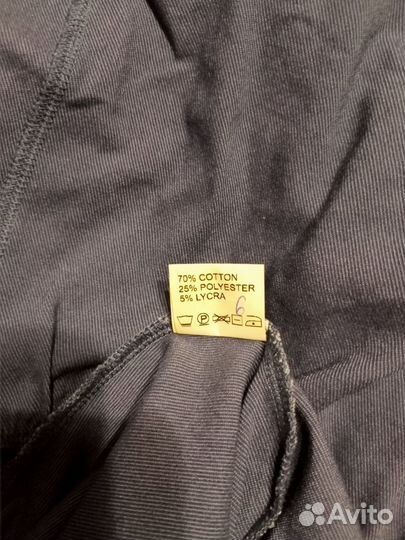 70% COTTON
25% POLYESTER
5% LYCRA
6
P
Avito